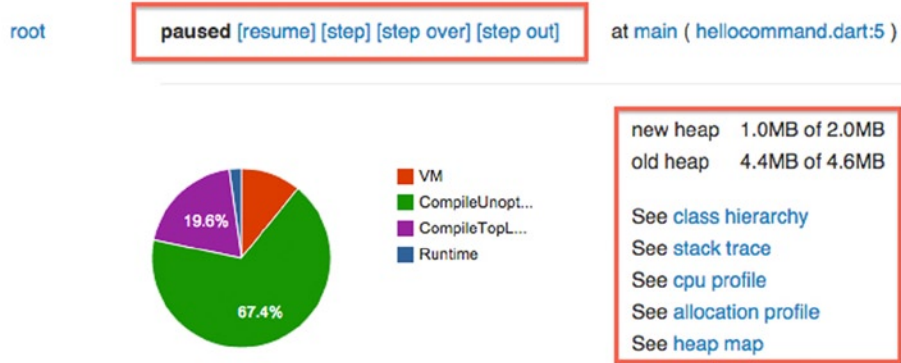 root paused [resume] [step] [step over] [step out] at main ( hellocommand.dart:5 )
new heap 1.0MB of 2.0MB
old heap 4.4MB of 4.6MB
VM
CompileUnopt...
CompileTopL...
Runtime
19.6%
67.4%
See class hierarchy
See stack trace
See cpu profile
See allocation profile
See heap map